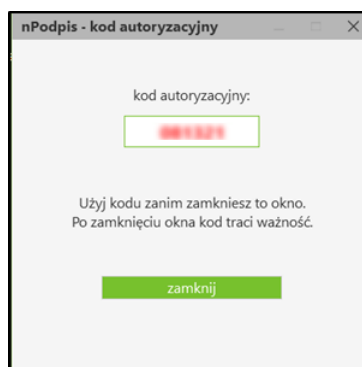 nPodpis - kod autoryzacyjny
kod autoryzacyjny:
Użyj kodu zanim zamkniesz to okno.
Po zamknięciu okna kod traci ważność.
zamknij